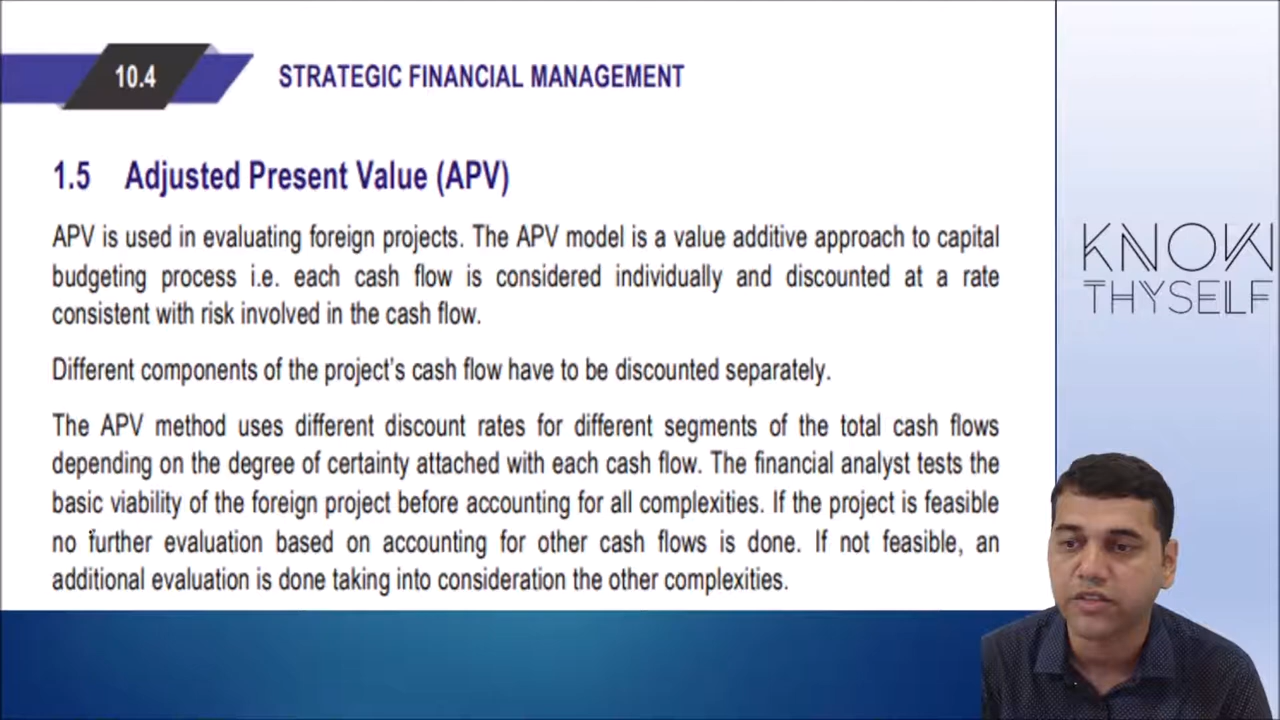 10.4
STRATEGIC FINANCIAL MANAGEMENT
1.5 Adjusted Present Value (APV)
APV is used in evaluating foreign projects. The APV model is a value additive approach to capital
budgeting process i.e. each cash flow is considered individually and discounted at a rate
consistent with risk involved in the cash flow.
Different components of the project's cash flow have to be discounted separately.
The APV method uses different discount rates for different segments of the total cash flows
depending on the degree of certainty attached with each cash flow. The financial analyst tests the
basic viability of the foreign project before accounting for all complexities. If the project is feasible
no further evaluation based on accounting for other cash flows is done. If not feasible, an
additional evaluation is done taking into consideration the other complexities.
KNOW
THYSELF